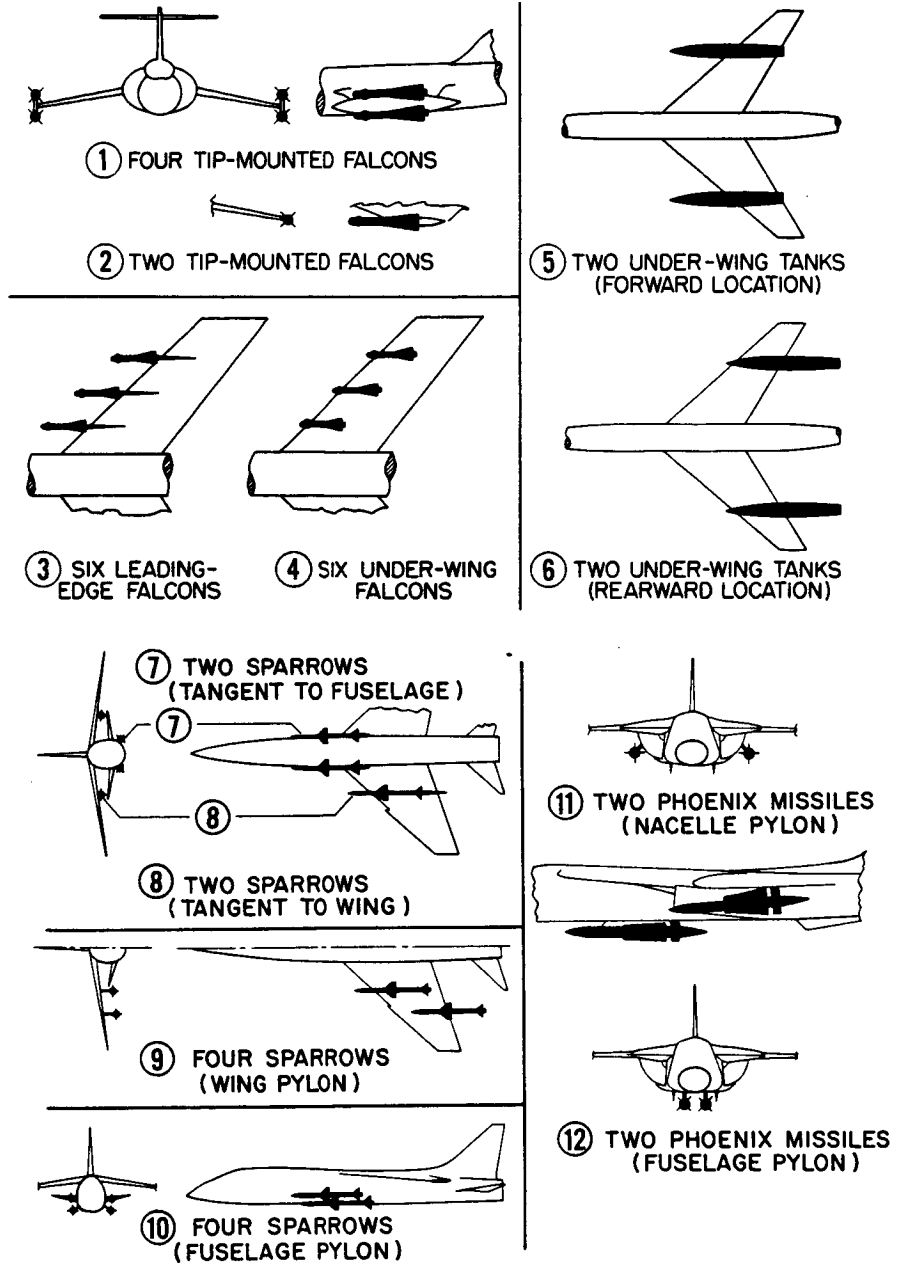 1 FOUR TIP-MOUNTED FALCONS
2 TWO TIP-MOUNTED FALCONS
3 SIX LEADING-
EDGE FALCONS
4 SIX UNDER-WING
FALCONS
5 TWO UNDER-WING TANKS
(FORWARD LOCATION)
6 TWO UNDER-WING TANKS
(REARWARD LOCATION)
7 TWO SPARROWS
(TANGENT TO FUSELAGE)
7
8
8 TWO SPARROWS
(TANGENT TO WING)
9 FOUR SPARROWS
(WING PYLON)
10 FOUR SPARROWS
(FUSELAGE PYLON)
11 TWO PHOENIX MISSILES
(NACELLE PYLON)
12 TWO PHOENIX MISSILES
(FUSELAGE PYLON)